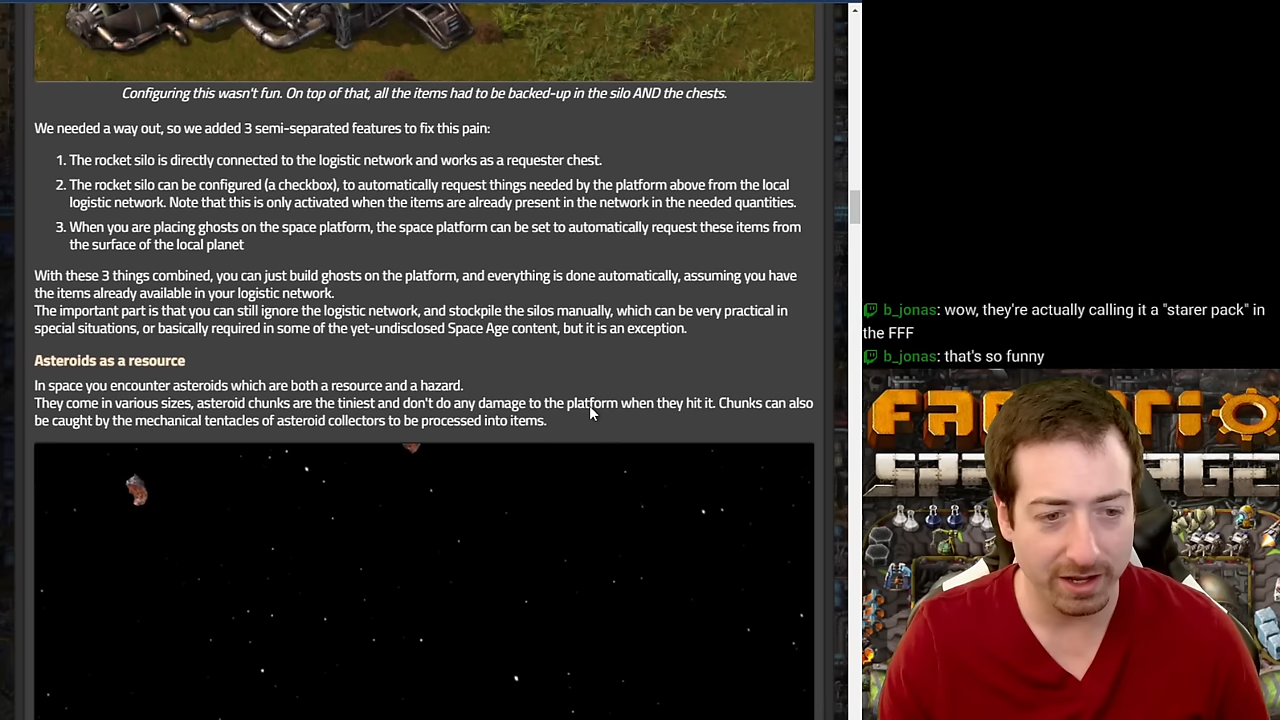 Configuring this wasn't fun. On top of that, all the items had to be backed-up in the silo AND the chests.
We needed a way out, so we added 3 semi-separated features to fix this pain:
1. The rocket silo is directly connected to the logistic network and works as a requester chest.
2. The rocket silo can be configured (a checkbox), to automatically request things needed by the platform above from the local
logistic network. Note that this is only activated when the items are already present in the network in the needed quantities.
3. When you are placing ghosts on the space platform, the space platform can be set to automatically request these items from
the surface of the local planet
With these 3 things combined, you can just build ghosts on the platform, and everything is done automatically, assuming you have
the items already available in your logistic network.
The important part is that you can still ignore the logistic network, and stockpile the silos manually, which can be very practical in
special situations, or basically required in some of the yet-undisclosed Space Age content, but it is an exception.
Asteroids as a resource
In space you encounter asteroids which are both a resource and a hazard.
They come in various sizes, asteroid chunks are the tiniest and don't do any damage to the platform when they hit it. Chunks can also
be caught by the mechanical tentacles of asteroid collectors to be processed into items.
b_jonas: wow, they're actually calling it a "starer pack" in
the FFF
b_jonas: that's so funny